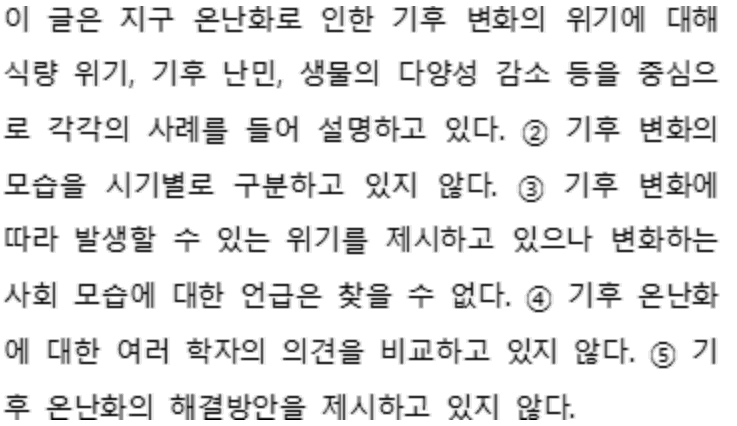 이 글은 지구 온난화로 인한 기후 변화의 위기에 대해
식량 위기, 기후 난민, 생물의 다양성 감소 등을 중심으
로 각각의 사례를 들어 설명하고 있다. ② 기후 변화의
모습을 시기별로 구분하고 있지 않다. ③ 기후 변화에
따라 발생할 수 있는 위기를 제시하고 있으나 변화하는
사회 모습에 대한 언급은 찾을 수 없다. ④ 기후 온난화
에 대한 여러 학자의 의견을 비교하고 있지 않다. ⑤ 기
후 온난화의 해결방안을 제시하고 있지 않다.